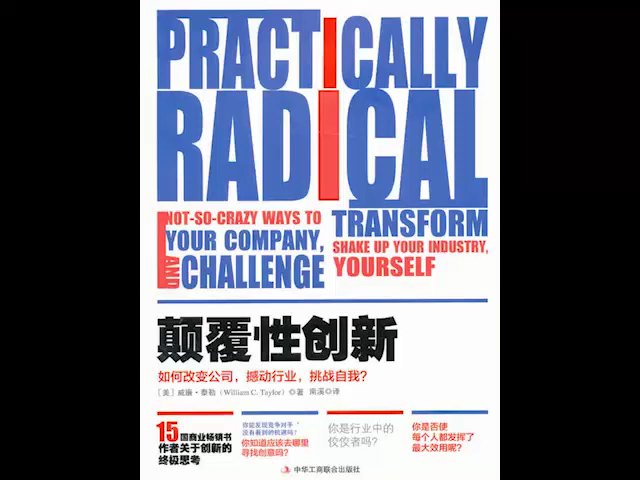 PRACTICALLY
RADICAL
NOT-SO-CRAZY WAYS TO TRANSFORM
YOUR COMPANY, SHAKE UP YOUR INDUSTRY,
AND CHALLENGE YOURSELF
颠覆性创新
如何改变公司，撼动行业，挑战自我？
［美］威廉·泰勒（William C. Taylor）◎著 南溪◎译
15国商业畅销书
作者关于创新的
终极思考
你能发现竞争对手
没有看到的机遇吗？
你知道应该去哪里
寻找创意吗？
你是行业中的
佼佼者吗？
你是否使
每个人都发挥了
最大效用呢？
中华工商联合出版社